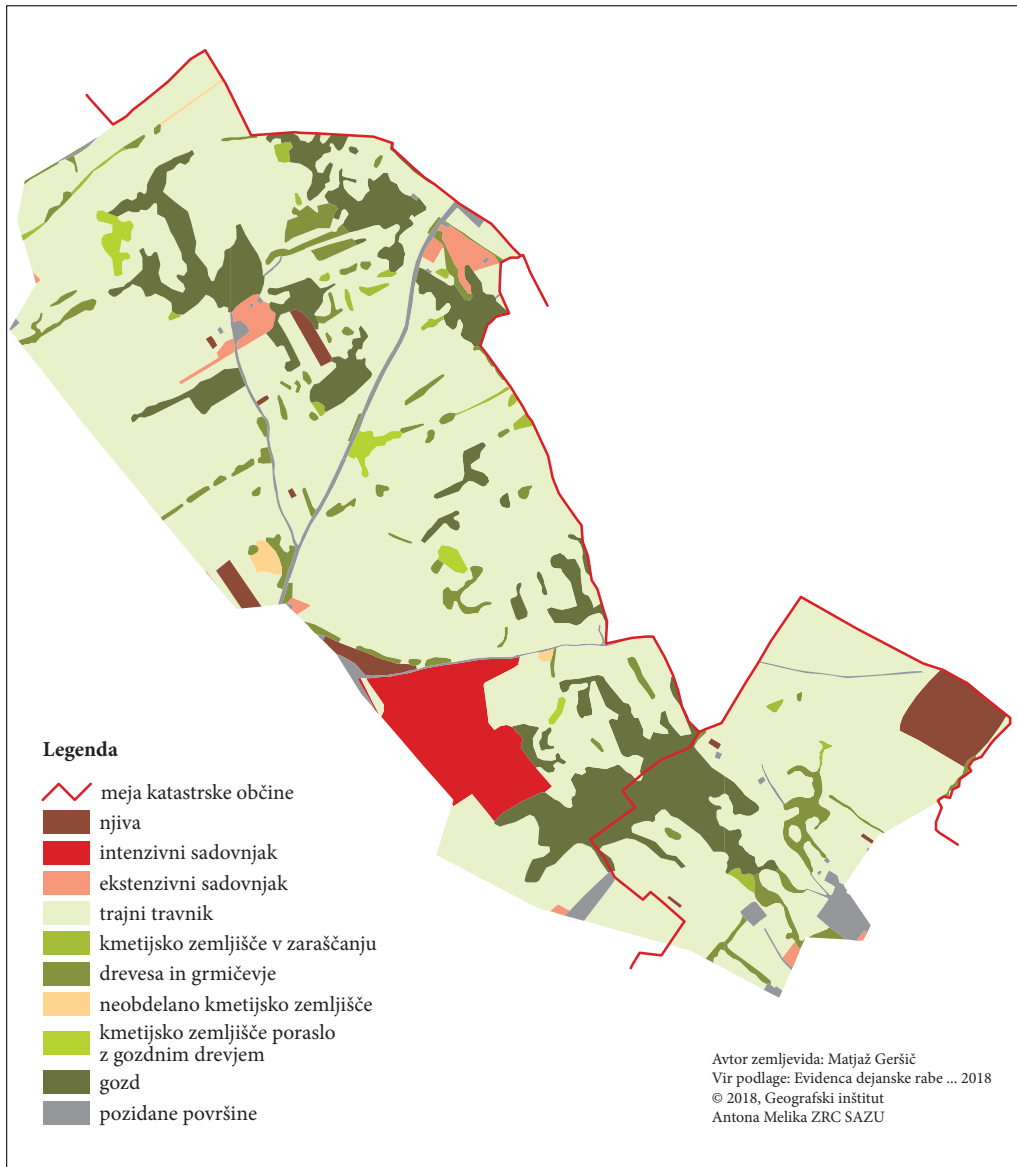 Legenda
meja katastrske občine
njiva
intenzivni sadovnjak
ekstenzivni sadovnjak
trajni travnik
kmetijsko zemljišče v zaraščanju
drevesa in grmičevje
neobdelano kmetijsko zemljišče
kmetijsko zemljišče poraslo
z gozdnim drevjem
gozd
pozidane površine
Avtor zemljevida: Matjaž Geršič
Vir podlage: Evidenca dejanske rabe ... 2018
© 2018, Geografski inštitut
Antona Melika ZRC SAZU